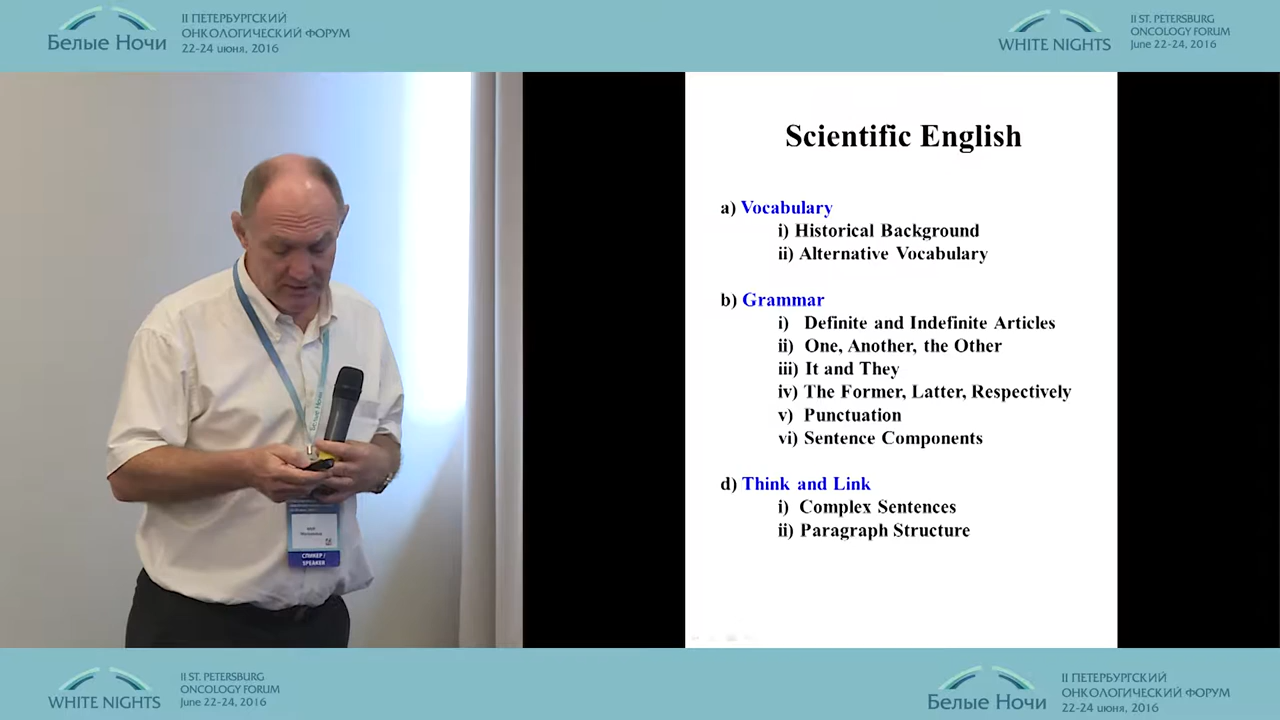 Белые Ночи
II ПЕТЕРБУРГСКИЙ
ОНКОЛОГИЧЕСКИЙ ФОРУМ
22-24 июня, 2016
WHITE NIGHTS
II ST. PETERSBURG
ONCOLOGY FORUM
June 22-24, 2016
Scientific English
a) Vocabulary
i) Historical Background
ii) Alternative Vocabulary
b) Grammar
i) Definite and Indefinite Articles
ii) One, Another, the Other
iii) It and They
iv) The Former, Latter, Respectively
v) Punctuation
vi) Sentence Components
d) Think and Link
i) Complex Sentences
ii) Paragraph Structure
Белые Ночи
СПИКЕР /
SPEAKER
WHITE NIGHTS
II ST. PETERSBURG
ONCOLOGY FORUM
June 22-24, 2016
Белые Ночи
II ПЕТЕРБУРГСКИЙ
ОНКОЛОГИЧЕСКИЙ ФОРУМ
22-24 июня, 2016